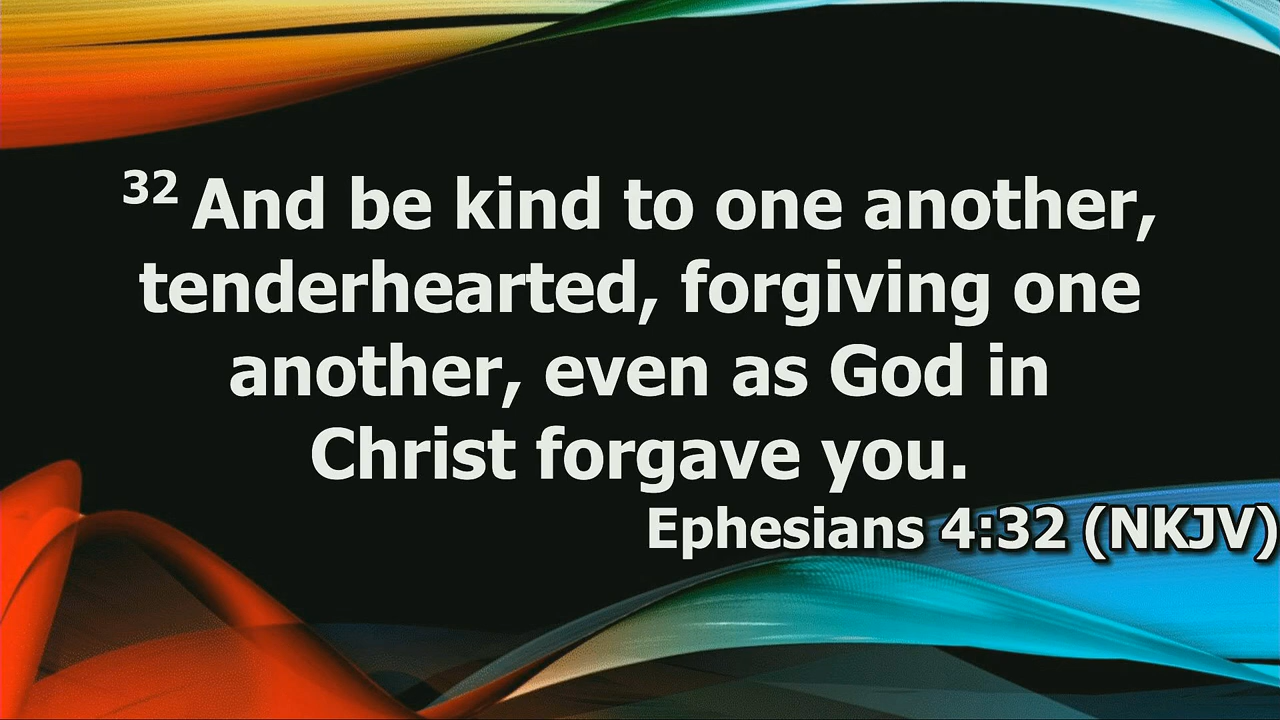 32 And be kind to one another,
tenderhearted, forgiving one
another, even as God in
Christ forgave you.
Ephesians 4:32 (NKJV)